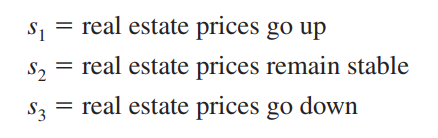 s₁ = real estate prices go up
s₂ = real estate prices remain stable
s₃ = real estate prices go down